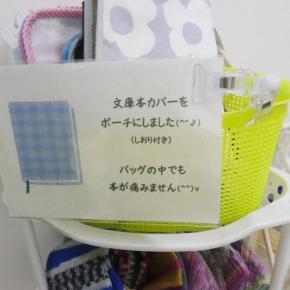 文庫本カバーを
ポーチにしました(^^♪)
(しおり付き)
バッグの中でも
本が痛みません(^^)v